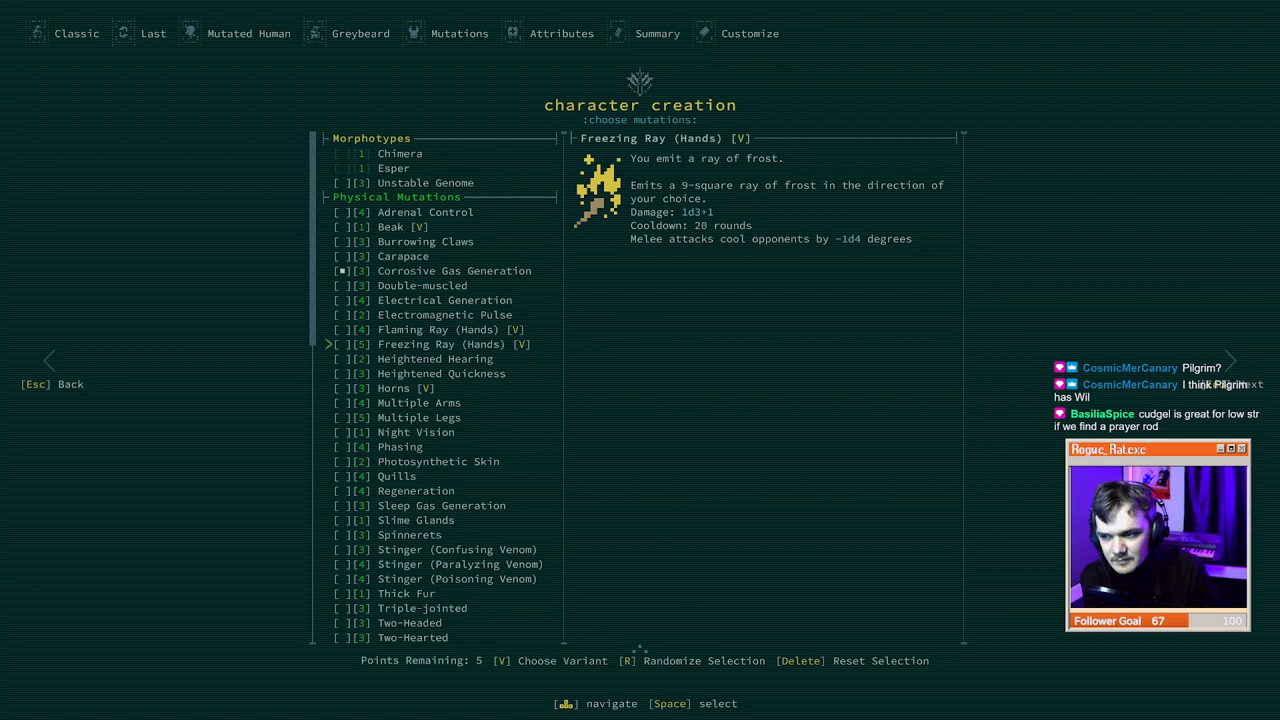 Classic Last Mutated Human Greybeard Mutations Attributes Summary Customize
character creation
:choose mutations:
Morphotypes
[ ][1] Chimera
[ ][1] Esper
[ ][3] Unstable Genome
Physical Mutations
[ ][4] Adrenal Control
[ ][1] Beak [V]
[ ][3] Burrowing Claws
[ ][3] Carapace
[■][3] Corrosive Gas Generation
[ ][3] Double-muscled
[ ][4] Electrical Generation
[ ][2] Electromagnetic Pulse
[ ][4] Flaming Ray (Hands) [V]
>[ ][5] Freezing Ray (Hands) [V]
[ ][2] Heightened Hearing
[ ][3] Heightened Quickness
[ ][3] Horns [V]
[ ][4] Multiple Arms
[ ][5] Multiple Legs
[ ][1] Night Vision
[ ][4] Phasing
[ ][2] Photosynthetic Skin
[ ][4] Quills
[ ][4] Regeneration
[ ][3] Sleep Gas Generation
[ ][1] Slime Glands
[ ][3] Spinnerets
[ ][3] Stinger (Confusing Venom)
[ ][4] Stinger (Paralyzing Venom)
[ ][4] Stinger (Poisoning Venom)
[ ][1] Thick Fur
[ ][3] Triple-jointed
[ ][3] Two-Headed
[ ][3] Two-Hearted
Freezing Ray (Hands) [V]
You emit a ray of frost.
Emits a 9-square ray of frost in the direction of
your choice.
Damage: 1d3+1
Cooldown: 20 rounds
Melee attacks cool opponents by -1d4 degrees
[Esc] Back
Next
CosmicMerCanary Pilgrim?
CosmicMerCanary I think Pilgrim
has Wil
BasiliaSpice cudgel is great for low str
if we find a prayer rod
Rogue_Rat.exe
Follower Goal 67 100
Points Remaining: 5 [V] Choose Variant [R] Randomize Selection [Delete] Reset Selection
navigate [Space] select